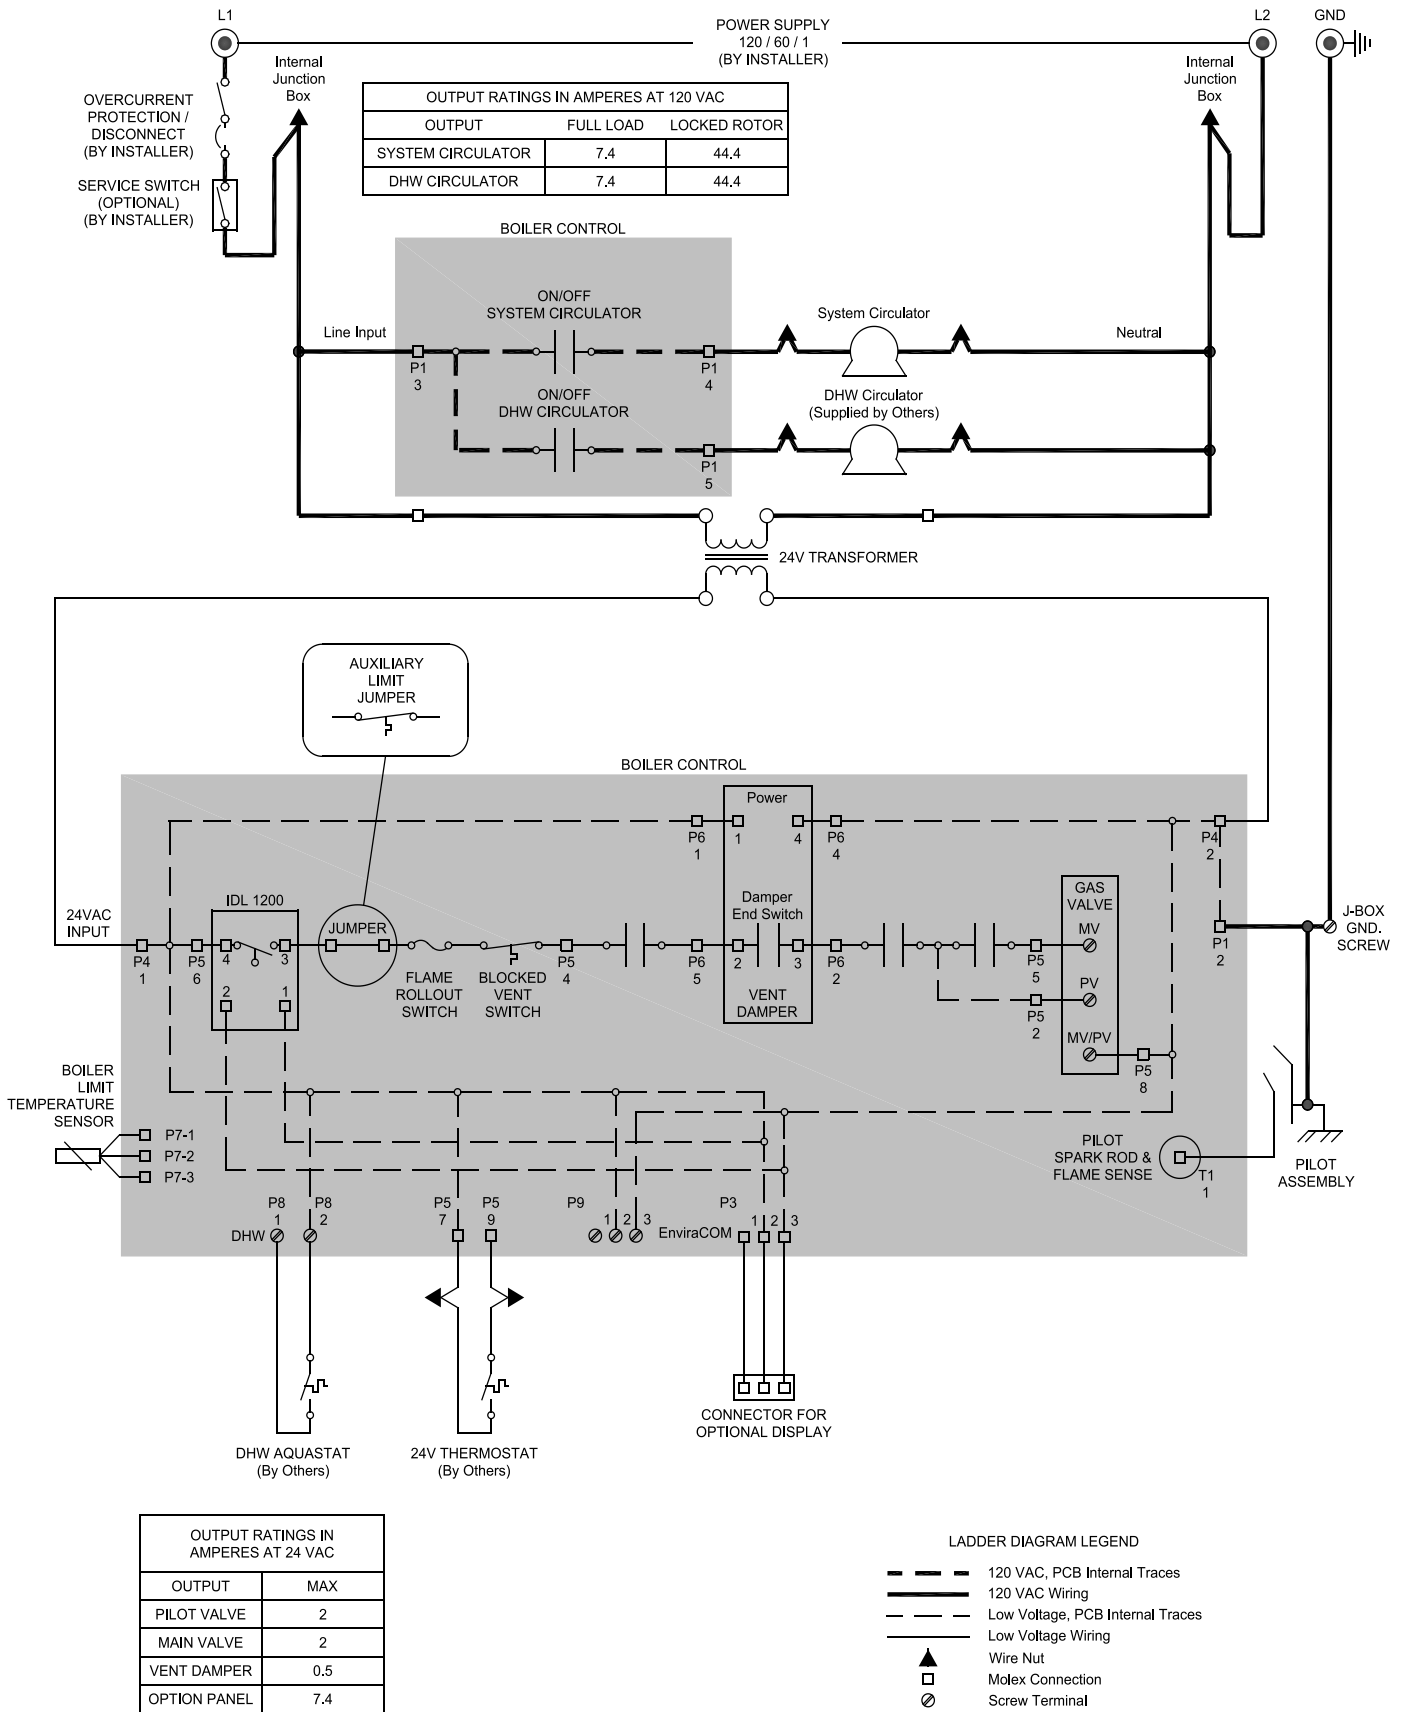 L1
POWER SUPPLY
120 / 60 / 1
(BY INSTALLER)
L2
GND
Internal
Junction
Box
Internal
Junction
Box
OVERCURRENT
PROTECTION /
DISCONNECT
(BY INSTALLER)
SERVICE SWITCH
(OPTIONAL)
(BY INSTALLER)
OUTPUT RATINGS IN AMPERES AT 120 VAC
OUTPUT FULL LOAD LOCKED ROTOR
SYSTEM CIRCULATOR 7.4 44.4
DHW CIRCULATOR 7.4 44.4
BOILER CONTROL
ON/OFF
SYSTEM CIRCULATOR
Line Input
P1
3
P1
4
System Circulator
Neutral
ON/OFF
DHW CIRCULATOR
P1
5
DHW Circulator
(Supplied by Others)
24V TRANSFORMER
AUXILIARY
LIMIT
JUMPER
BOILER CONTROL
Power
P6
1
1
4
P6
4
P4
2
IDL 1200
24VAC
INPUT
P4
1
P5
6
4
3
2
1
JUMPER
FLAME
ROLLOUT
SWITCH
BLOCKED
VENT
SWITCH
P5
4
P6
5
Damper
End Switch
2
3
VENT
DAMPER
P6
2
P5
5
P5
2
GAS
VALVE
MV
PV
MV/PV
P5
8
P1
2
J-BOX
GND.
SCREW
BOILER
LIMIT
TEMPERATURE
SENSOR
P7-1
P7-2
P7-3
PILOT
SPARK ROD &
FLAME SENSE
T1
1
PILOT
ASSEMBLY
P8
1
P8
2
DHW
P5
7
P5
9
P9
1 2 3
P3
EnviraCOM
1 2 3
DHW AQUASTAT
(By Others)
24V THERMOSTAT
(By Others)
CONNECTOR FOR
OPTIONAL DISPLAY
OUTPUT RATINGS IN
AMPERES AT 24 VAC
OUTPUT MAX
PILOT VALVE 2
MAIN VALVE 2
VENT DAMPER 0.5
OPTION PANEL 7.4
LADDER DIAGRAM LEGEND
120 VAC, PCB Internal Traces
120 VAC Wiring
Low Voltage, PCB Internal Traces
Low Voltage Wiring
Wire Nut
Molex Connection
Screw Terminal